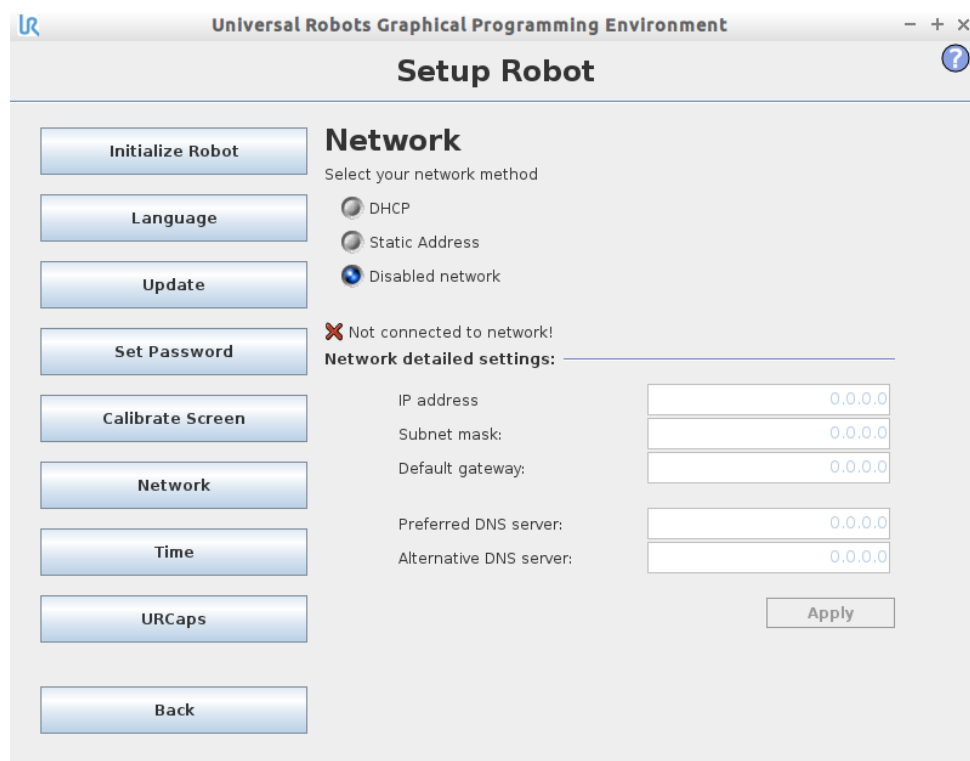 Universal Robots Graphical Programming Environment
Setup Robot
?
Initialize Robot
Language
Update
Set Password
Calibrate Screen
Network
Time
URCaps
Back
Network
Select your network method
DHCP
Static Address
Disabled network
Not connected to network!
Network detailed settings:
IP address 0.0.0.0
Subnet mask: 0.0.0.0
Default gateway: 0.0.0.0
Preferred DNS server: 0.0.0.0
Alternative DNS server: 0.0.0.0
Apply